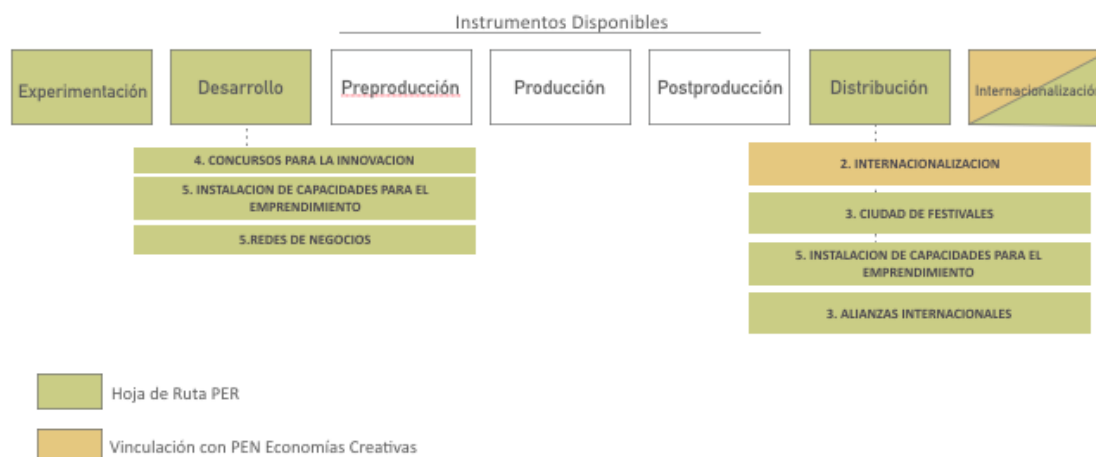 Instrumentos Disponibles
Experimentación
Desarrollo
Preproducción
Producción
Postproducción
Distribución
Internacionalización
4. CONCURSOS PARA LA INNOVACION
5. INSTALACION DE CAPACIDADES PARA EL
EMPRENDIMIENTO
5.REDES DE NEGOCIOS
2. INTERNACIONALIZACION
3. CIUDAD DE FESTIVALES
5. INSTALACION DE CAPACIDADES PARA EL
EMPRENDIMIENTO
3. ALIANZAS INTERNACIONALES
Hoja de Ruta PER
Vinculación con PEN Economías Creativas